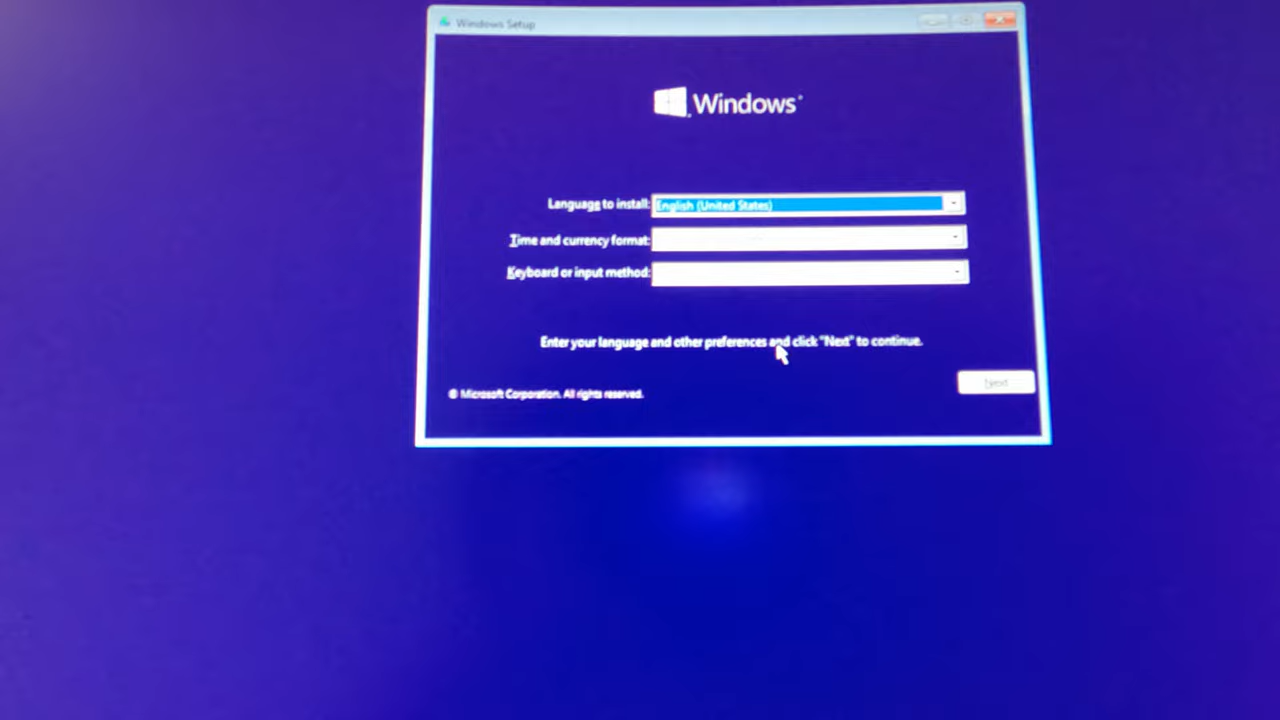 Windows Setup
Windows
Language to install: English (United States)
Time and currency format:
Keyboard or input method:
Enter your language and other preferences and click "Next" to continue.
© Microsoft Corporation. All rights reserved.
Next